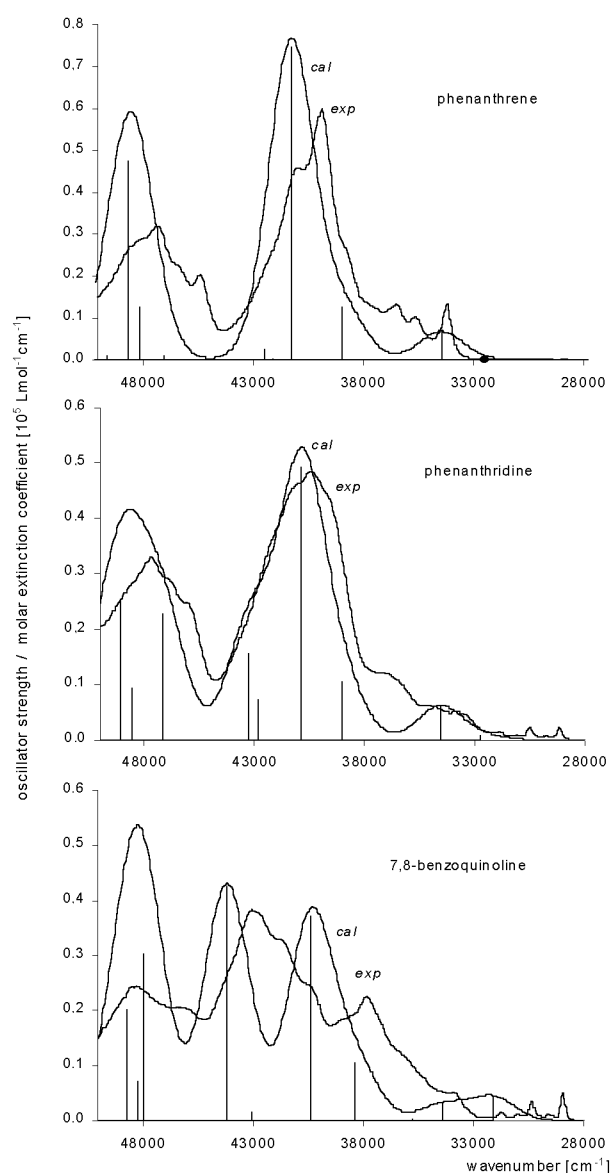 oscillator strength / molar extinction coefficient [10⁵ Lmol⁻¹cm⁻¹]
0.8
0.7
0.6
0.5
0.4
0.3
0.2
0.1
0.0
cal
exp
phenanthrene
48000 43000 38000 33000 28000
0.6
0.5
0.4
0.3
0.2
0.1
0.0
cal
exp
phenanthridine
48000 43000 38000 33000 28000
0.6
0.5
0.4
0.3
0.2
0.1
0.0
7,8-benzoquinoline
cal
exp
48000 43000 38000 33000 28000
wavenumber [cm⁻¹]